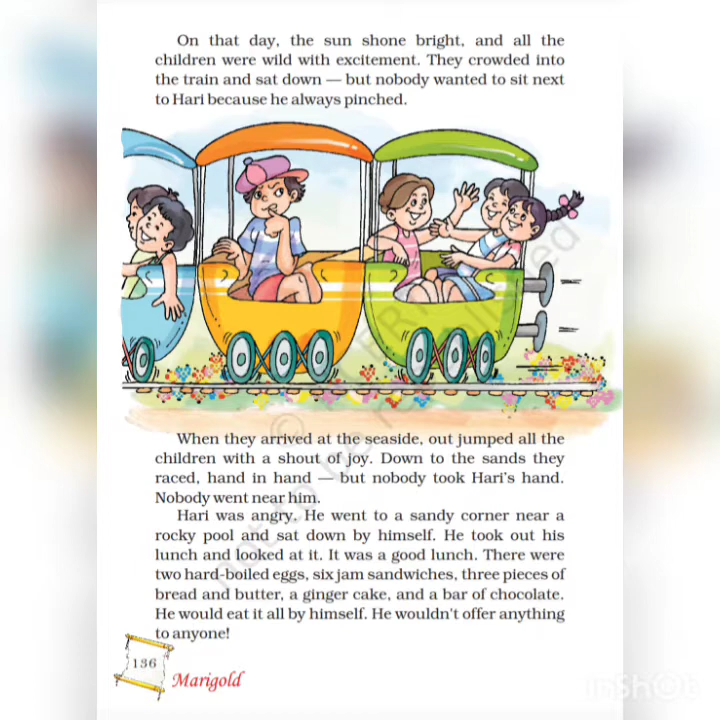 On that day, the sun shone bright, and all the
children were wild with excitement. They crowded into
the train and sat down — but nobody wanted to sit next
to Hari because he always pinched.
When they arrived at the seaside, out jumped all the
children with a shout of joy. Down to the sands they
raced, hand in hand — but nobody took Hari's hand.
Nobody went near him.
Hari was angry. He went to a sandy corner near a
rocky pool and sat down by himself. He took out his
lunch and looked at it. It was a good lunch. There were
two hard-boiled eggs, six jam sandwiches, three pieces of
bread and butter, a ginger cake, and a bar of chocolate.
He would eat it all by himself. He wouldn't offer anything
to anyone!
136
Marigold
InShOt